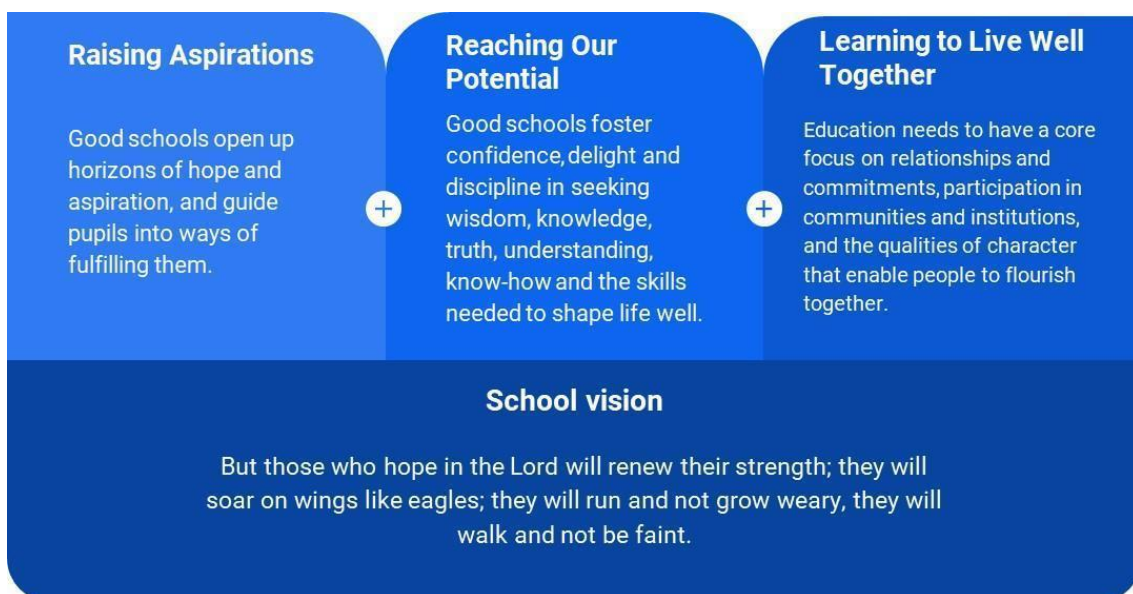 Raising Aspirations
Good schools open up
horizons of hope and
aspiration, and guide
pupils into ways of
fulfilling them.
Reaching Our
Potential
Good schools foster
confidence, delight and
discipline in seeking
wisdom, knowledge,
truth, understanding,
know-how and the skills
needed to shape life well.
Learning to Live Well
Together
Education needs to have a core
focus on relationships and
commitments, participation in
communities and institutions,
and the qualities of character
that enable people to flourish
together.
School vision
But those who hope in the Lord will renew their strength; they will
soar on wings like eagles; they will run and not grow weary, they will
walk and not be faint.